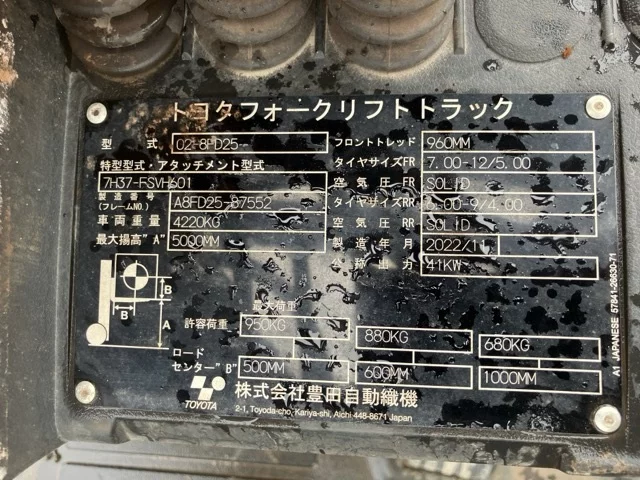 トヨタフォークリフトトラック
型 式 02-8FD25 フロントトレッド 960MM
特型型式・アタッチメント型式 タイヤサイズFR 7.00-12/5.00
7H37-FSVH601 空気圧FR SOLID
製造番号(フレームNO.) A8FD25-87552 タイヤサイズRR 6.00-9/4.00
車両重量 4220KG 空気圧RR SOLID
最大揚高"A" 5000MM 製造年月 2022/11
公称出力 41KW
B
B
A
最大荷重
許容荷重 950KG 880KG 680KG
ロード
センター"B" 500MM 600MM 1000MM
TOYOTA 株式会社豊田自動織機
2-1, Toyoda-cho, Kariya-shi, Aichi 448-8671 Japan
A1 JAPANESE 57841-26630-71